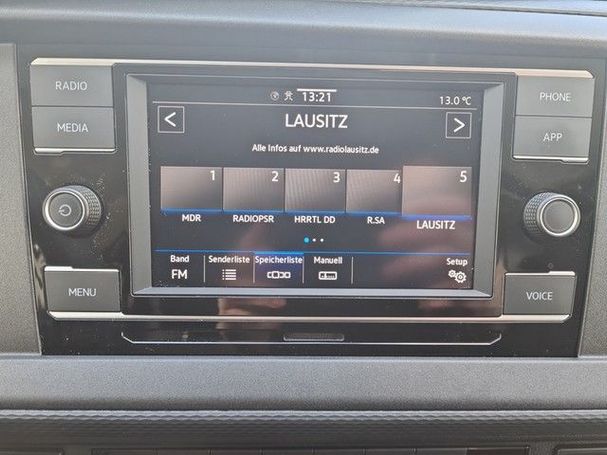 RADIO
MEDIA
MENU
PHONE
APP
VOICE
13:21
13.0 °C
<
LAUSITZ
>
Alle Infos auf www.radiolausitz.de
1 2 3 4 5
MDR RADIOPSR HRRTL DD R.SA LAUSITZ
Band Senderliste Speicherliste Manuell Setup
FM